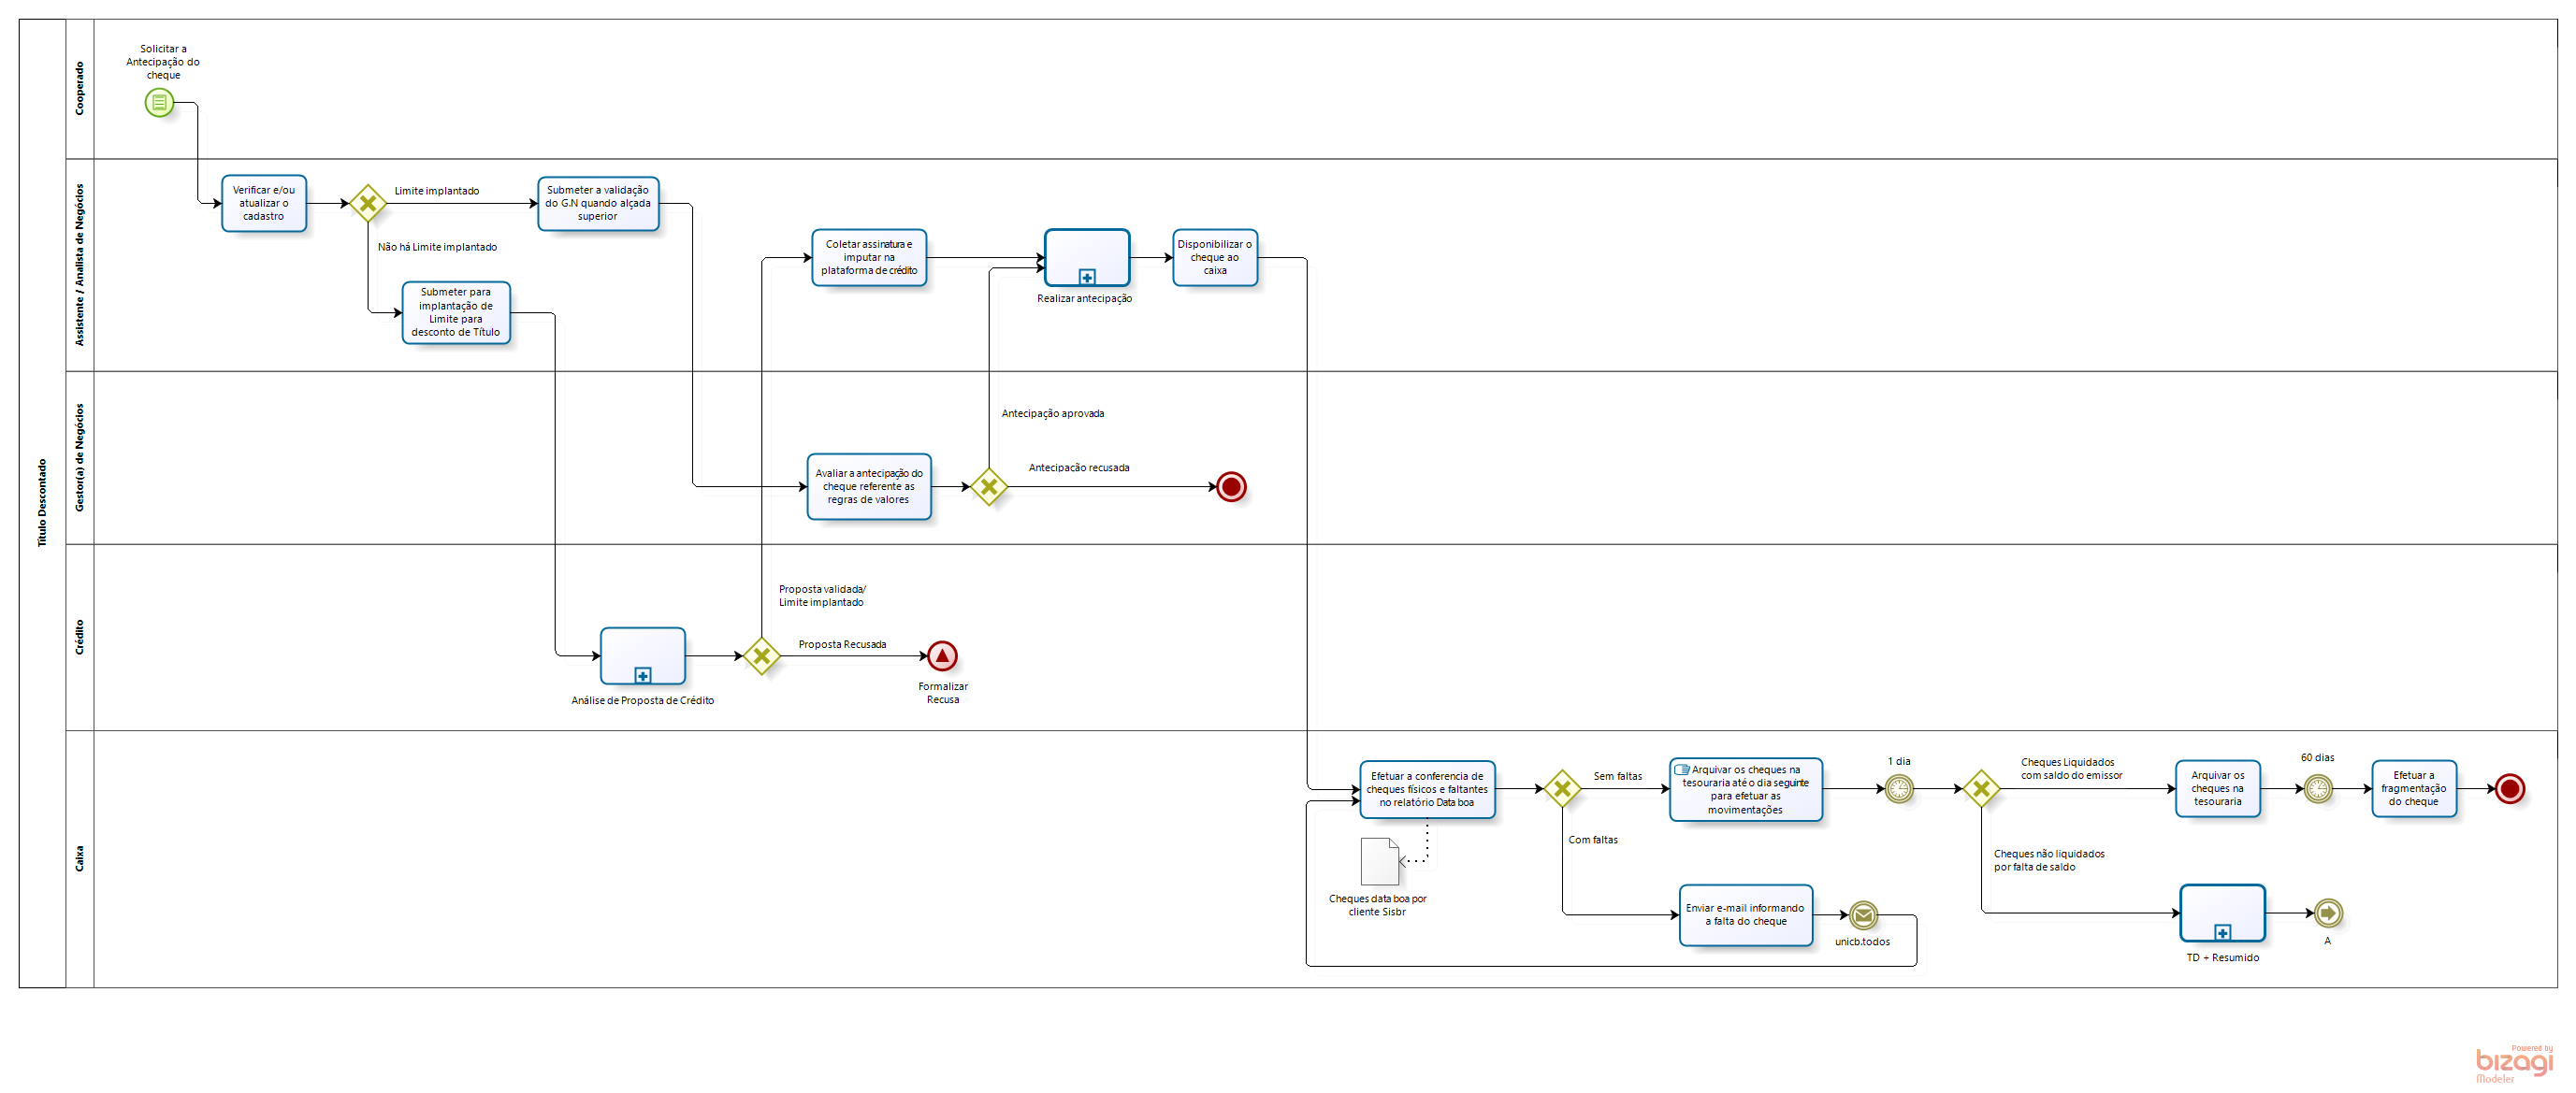 Título Descontado
Cooperado
Solicitar a
Antecipação do
cheque
Assistente / Analista de Negócios
Verificar e/ou
atualizar o
cadastro
Limite implantado
Não há Limite implantado
Submeter a validação
do G.N quando alçada
superior
Submeter para
implantação de
Limite para
desconto de Título
Coletar assinatura e
imputar na
plataforma de crédito
Realizar antecipação
Disponibilizar o
cheque ao
caixa
Gestor(a) de Negócios
Avaliar a antecipação do
cheque referente as
regras de valores
Antecipação aprovada
Antecipacão recusada
Crédito
Análise de Proposta de Crédito
Proposta validada/
Limite implantado
Proposta Recusada
Formalizar
Recusa
Caixa
Efetuar a conferencia de
cheques físicos e faltantes
no relatório Data boa
Cheques data boa por
cliente Sisbr
Sem faltas
Com faltas
Arquivar os cheques na
tesouraria até o dia seguinte
para efetuar as
movimentações
Enviar e-mail informando
a falta do cheque
unicb.todos
1 dia
Cheques Liquidados
com saldo do emissor
Cheques não liquidados
por falta de saldo
Arquivar os
cheques na
tesouraria
60 dias
Efetuar a
fragmentação
do cheque
TD + Resumido
A
Powered by
bizagi
Modeler